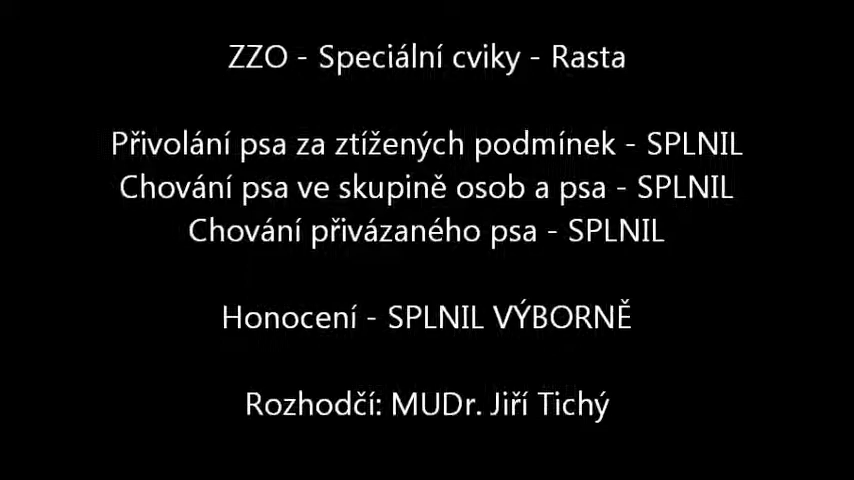 ZZO - Speciální cviky - Rasta
Přivolání psa za ztížených podmínek - SPLNIL
Chování psa ve skupině osob a psa - SPLNIL
Chování přivázaného psa - SPLNIL
Honocení - SPLNIL VÝBORNĚ
Rozhodčí: MUDr. Jiří Tichý